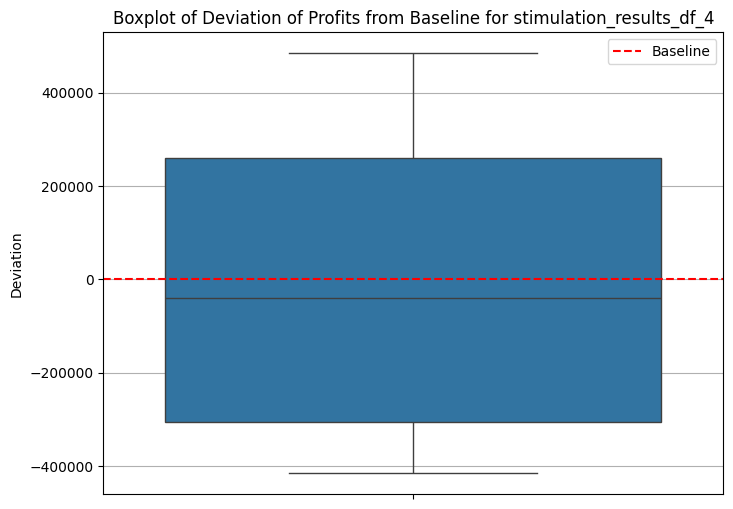 Boxplot of Deviation of Profits from Baseline for stimulation_results_df_4
Baseline
400000
200000
0
−200000
−400000
Deviation